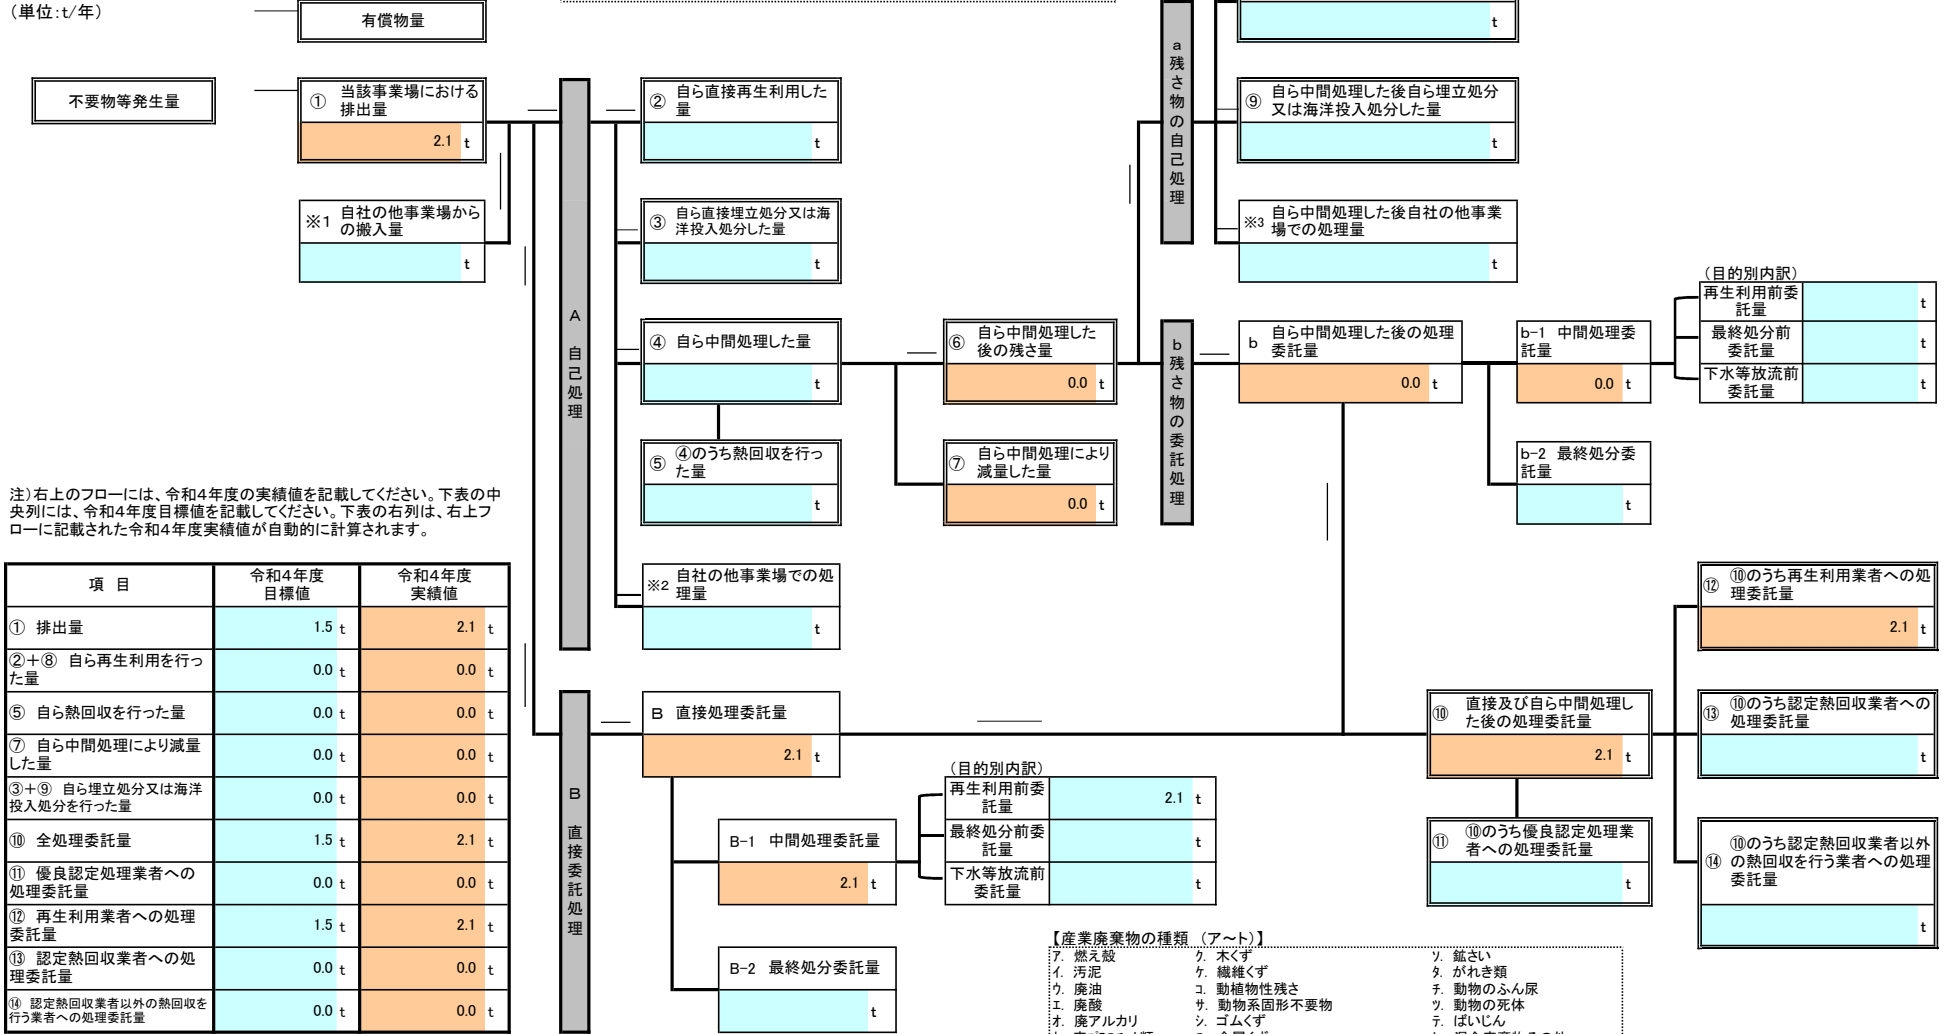 (単位:t/年)
有償物量
t
不要物等発生量
① 当該事業場における
排出量
2.1 t
※1 自社の他事業場から
の搬入量
t
A 自己処理
② 自ら直接再生利用した
量
t
③ 自ら直接埋立処分又は海
洋投入処分した量
t
④ 自ら中間処理した量
t
⑤ ④のうち熱回収を行っ
た量
t
※2 自社の他事業場での処
理量
t
⑥ 自ら中間処理した
後の残さ量
0.0 t
⑦ 自ら中間処理により
減量した量
0.0 t
a 残さ物の自己処理
⑨ 自ら中間処理した後自ら埋立処分
又は海洋投入処分した量
t
※3 自ら中間処理した後自社の他事業
場での処理量
t
b 残さ物の委託処理
b 自ら中間処理した後の処理
委託量
0.0 t
b-1 中間処理委
託量
0.0 t
b-2 最終処分委
託量
t
(目的別内訳)
再生利用前委
託量
t
最終処分前
委託量
t
下水等放流前
委託量
t
注)右上のフローには、令和4年度の実績値を記載してください。下表の中
央列には、令和4年度目標値を記載してください。下表の右列は、右上フ
ローに記載された令和4年度実績値が自動的に計算されます。
項 目 令和4年度
目標値 令和4年度
実績値
① 排出量 1.5 t 2.1 t
②+⑧ 自ら再生利用を行っ
た量 0.0 t 0.0 t
⑤ 自ら熱回収を行った量 0.0 t 0.0 t
⑦ 自ら中間処理により減量
した量 0.0 t 0.0 t
③+⑨ 自ら埋立処分又は海洋
投入処分を行った量 0.0 t 0.0 t
⑩ 全処理委託量 1.5 t 2.1 t
⑪ 優良認定処理業者への
処理委託量 0.0 t 0.0 t
⑫ 再生利用業者への処理
委託量 1.5 t 2.1 t
⑬ 認定熱回収業者への処
理委託量 0.0 t 0.0 t
⑭ 認定熱回収業者以外の熱回収を
行う業者への処理委託量 0.0 t 0.0 t
B 直接委託処理
B 直接処理委託量
2.1 t
B-1 中間処理委託量
2.1 t
B-2 最終処分委託量
t
(目的別内訳)
再生利用前委
託量
2.1 t
最終処分前委
託量
t
下水等放流前
委託量
t
⑩ 直接及び自ら中間処理し
た後の処理委託量
2.1 t
⑪ ⑩のうち優良認定処理業
者への処理委託量
t
⑫ ⑩のうち再生利用業者への処
理委託量
2.1 t
⑬ ⑩のうち認定熱回収業者への
処理委託量
t
⑭ ⑩のうち認定熱回収業者以外
の熱回収を行う業者への処理
委託量
t
【産業廃棄物の種類 (ア～ト)】
ア. 燃え殻 ク. 木くず ソ. 鉱さい
イ. 汚泥 ケ. 繊維くず タ. がれき類
ウ. 廃油 コ. 動植物性残さ チ. 動物のふん尿
エ. 廃酸 サ. 動物系固形不要物 ツ. 動物の死体
オ. 廃アルカリ シ. ゴムくず テ. ばいじん